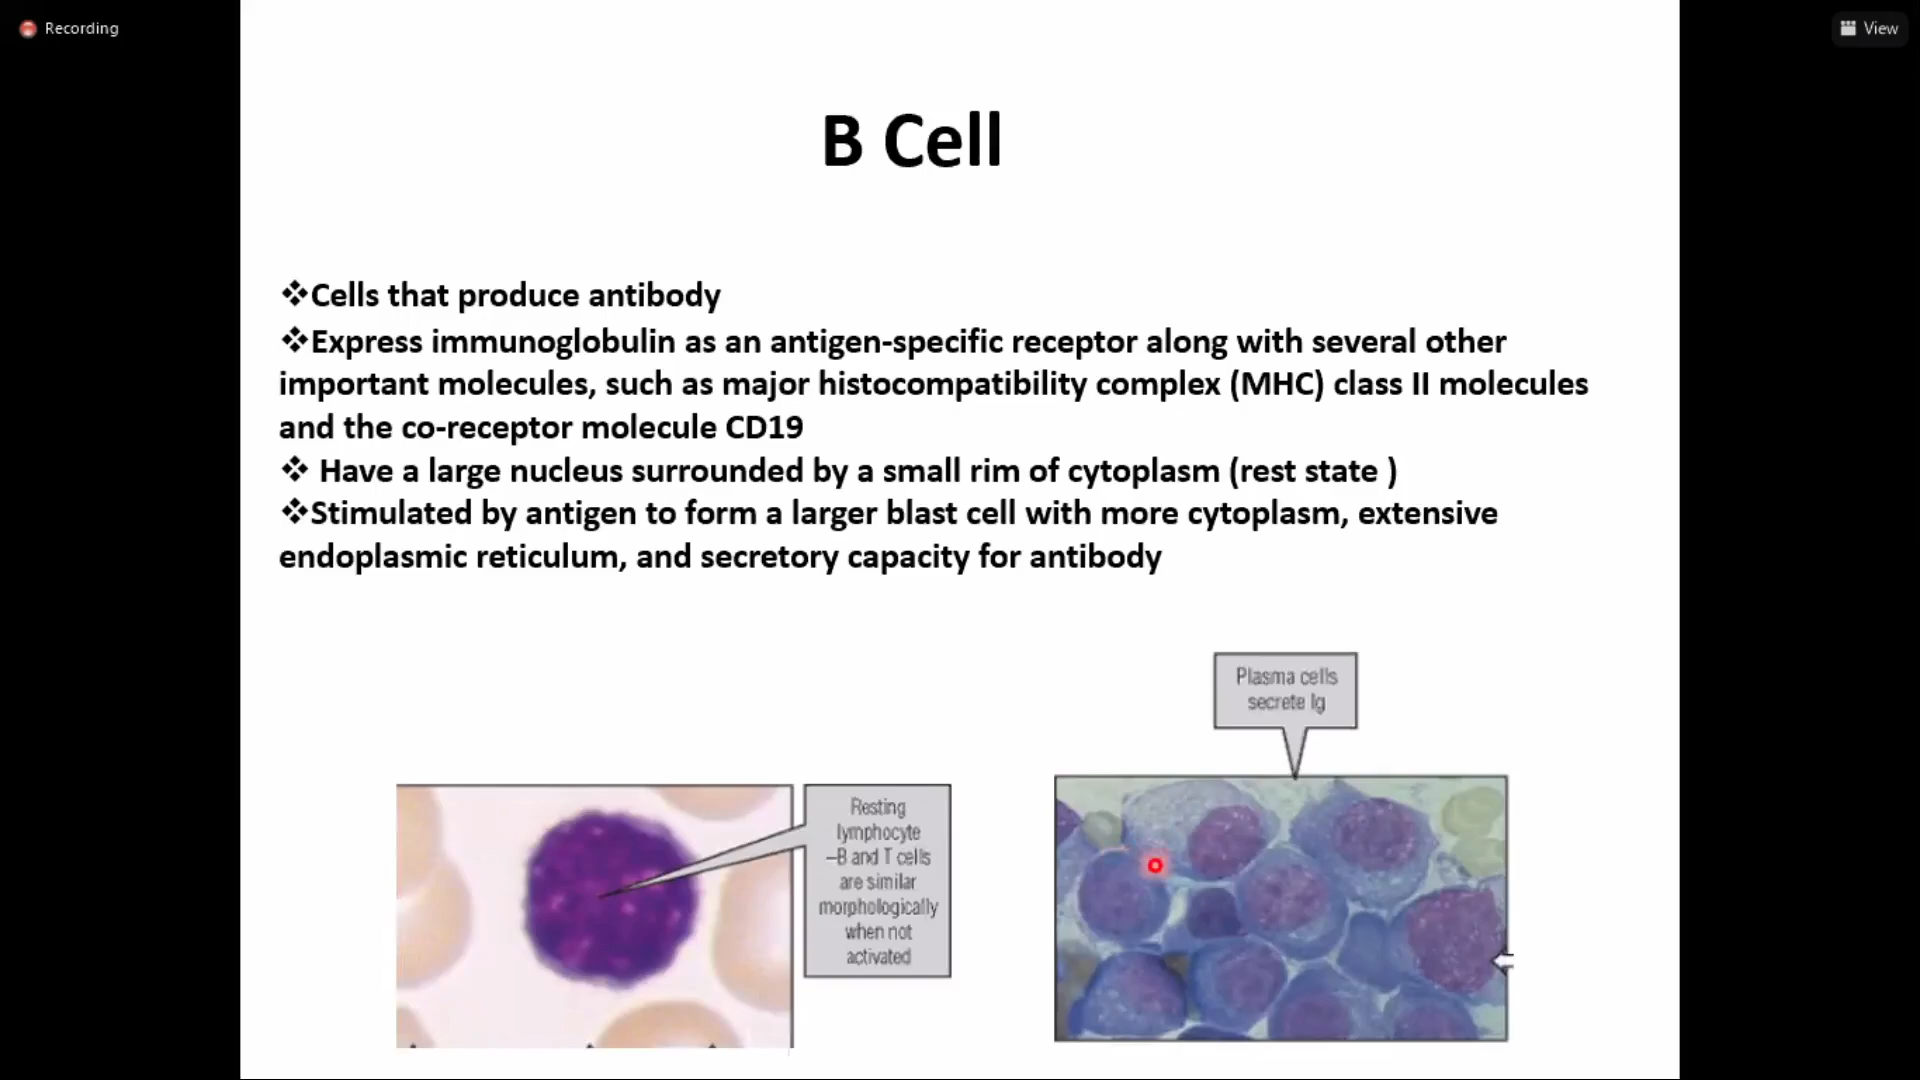 Recording
View
B Cell
❖Cells that produce antibody
❖Express immunoglobulin as an antigen-specific receptor along with several other
important molecules, such as major histocompatibility complex (MHC) class II molecules
and the co-receptor molecule CD19
❖ Have a large nucleus surrounded by a small rim of cytoplasm (rest state )
❖Stimulated by antigen to form a larger blast cell with more cytoplasm, extensive
endoplasmic reticulum, and secretory capacity for antibody
Plasma cells
secrete Ig
Resting
lymphocyte
–B and T cells
are similar
morphologically
when not
activated